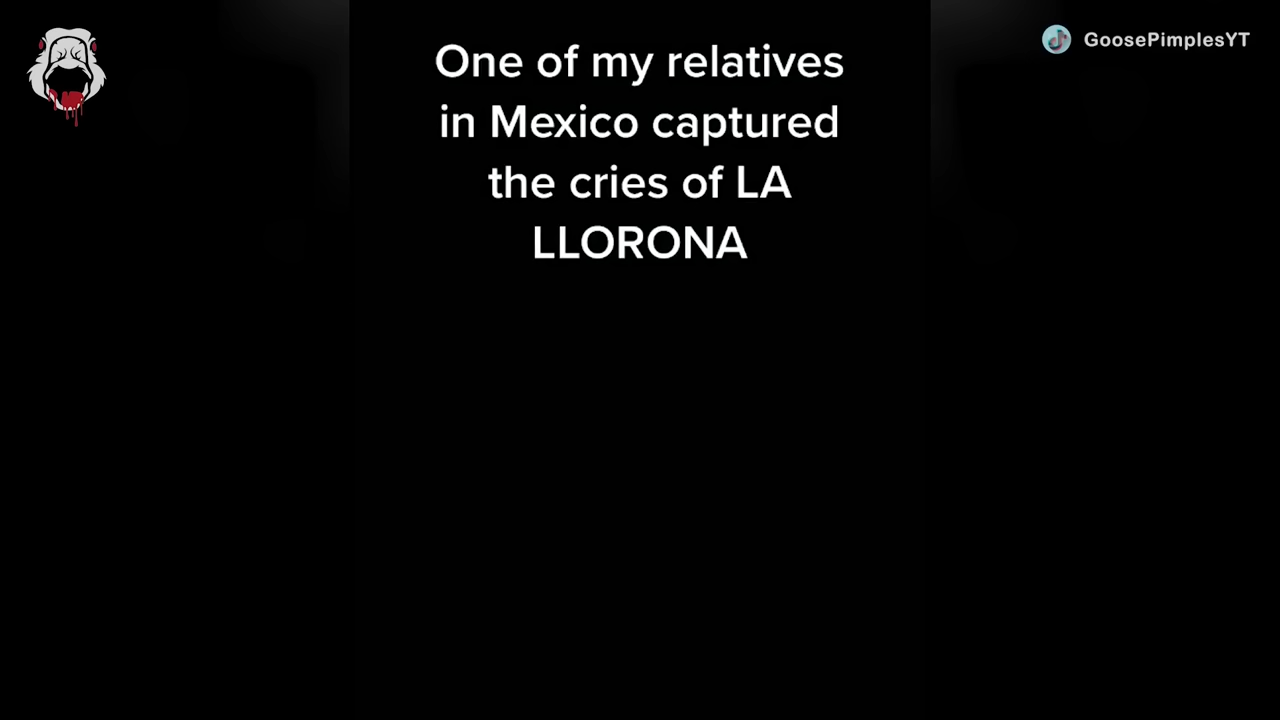 GoosePimplesYT
One of my relatives
in Mexico captured
the cries of LA
LLORONA